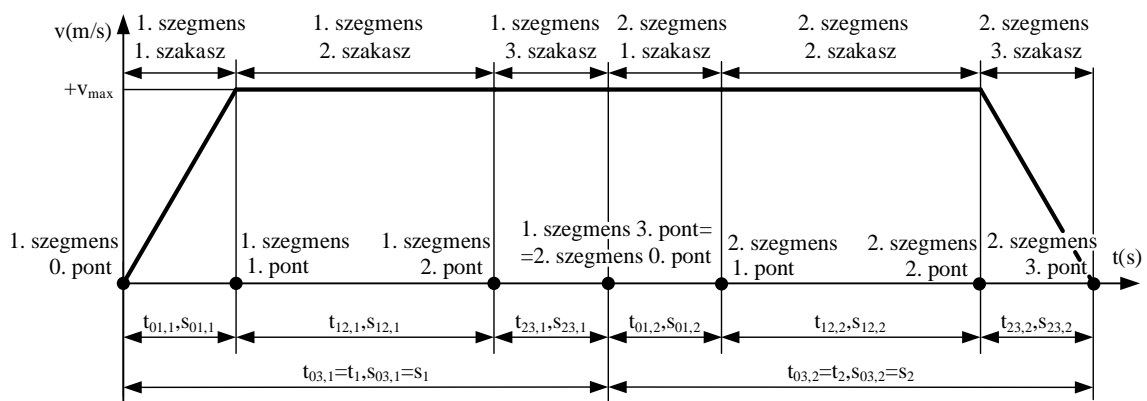 v(m/s)
1. szegmens
1. szakasz
1. szegmens
2. szakasz
1. szegmens
3. szakasz
2. szegmens
1. szakasz
2. szegmens
2. szakasz
2. szegmens
3. szakasz
+vmax
1. szegmens
0. pont
1. szegmens
1. pont
1. szegmens
2. pont
1. szegmens 3. pont=
=2. szegmens 0. pont
2. szegmens
1. pont
2. szegmens
2. pont
2. szegmens
3. pont
t(s)
t01,1,s01,1
t12,1,s12,1
t23,1,s23,1
t01,2,s01,2
t12,2,s12,2
t23,2,s23,2
t03,1=t1,s03,1=s1
t03,2=t2,s03,2=s2